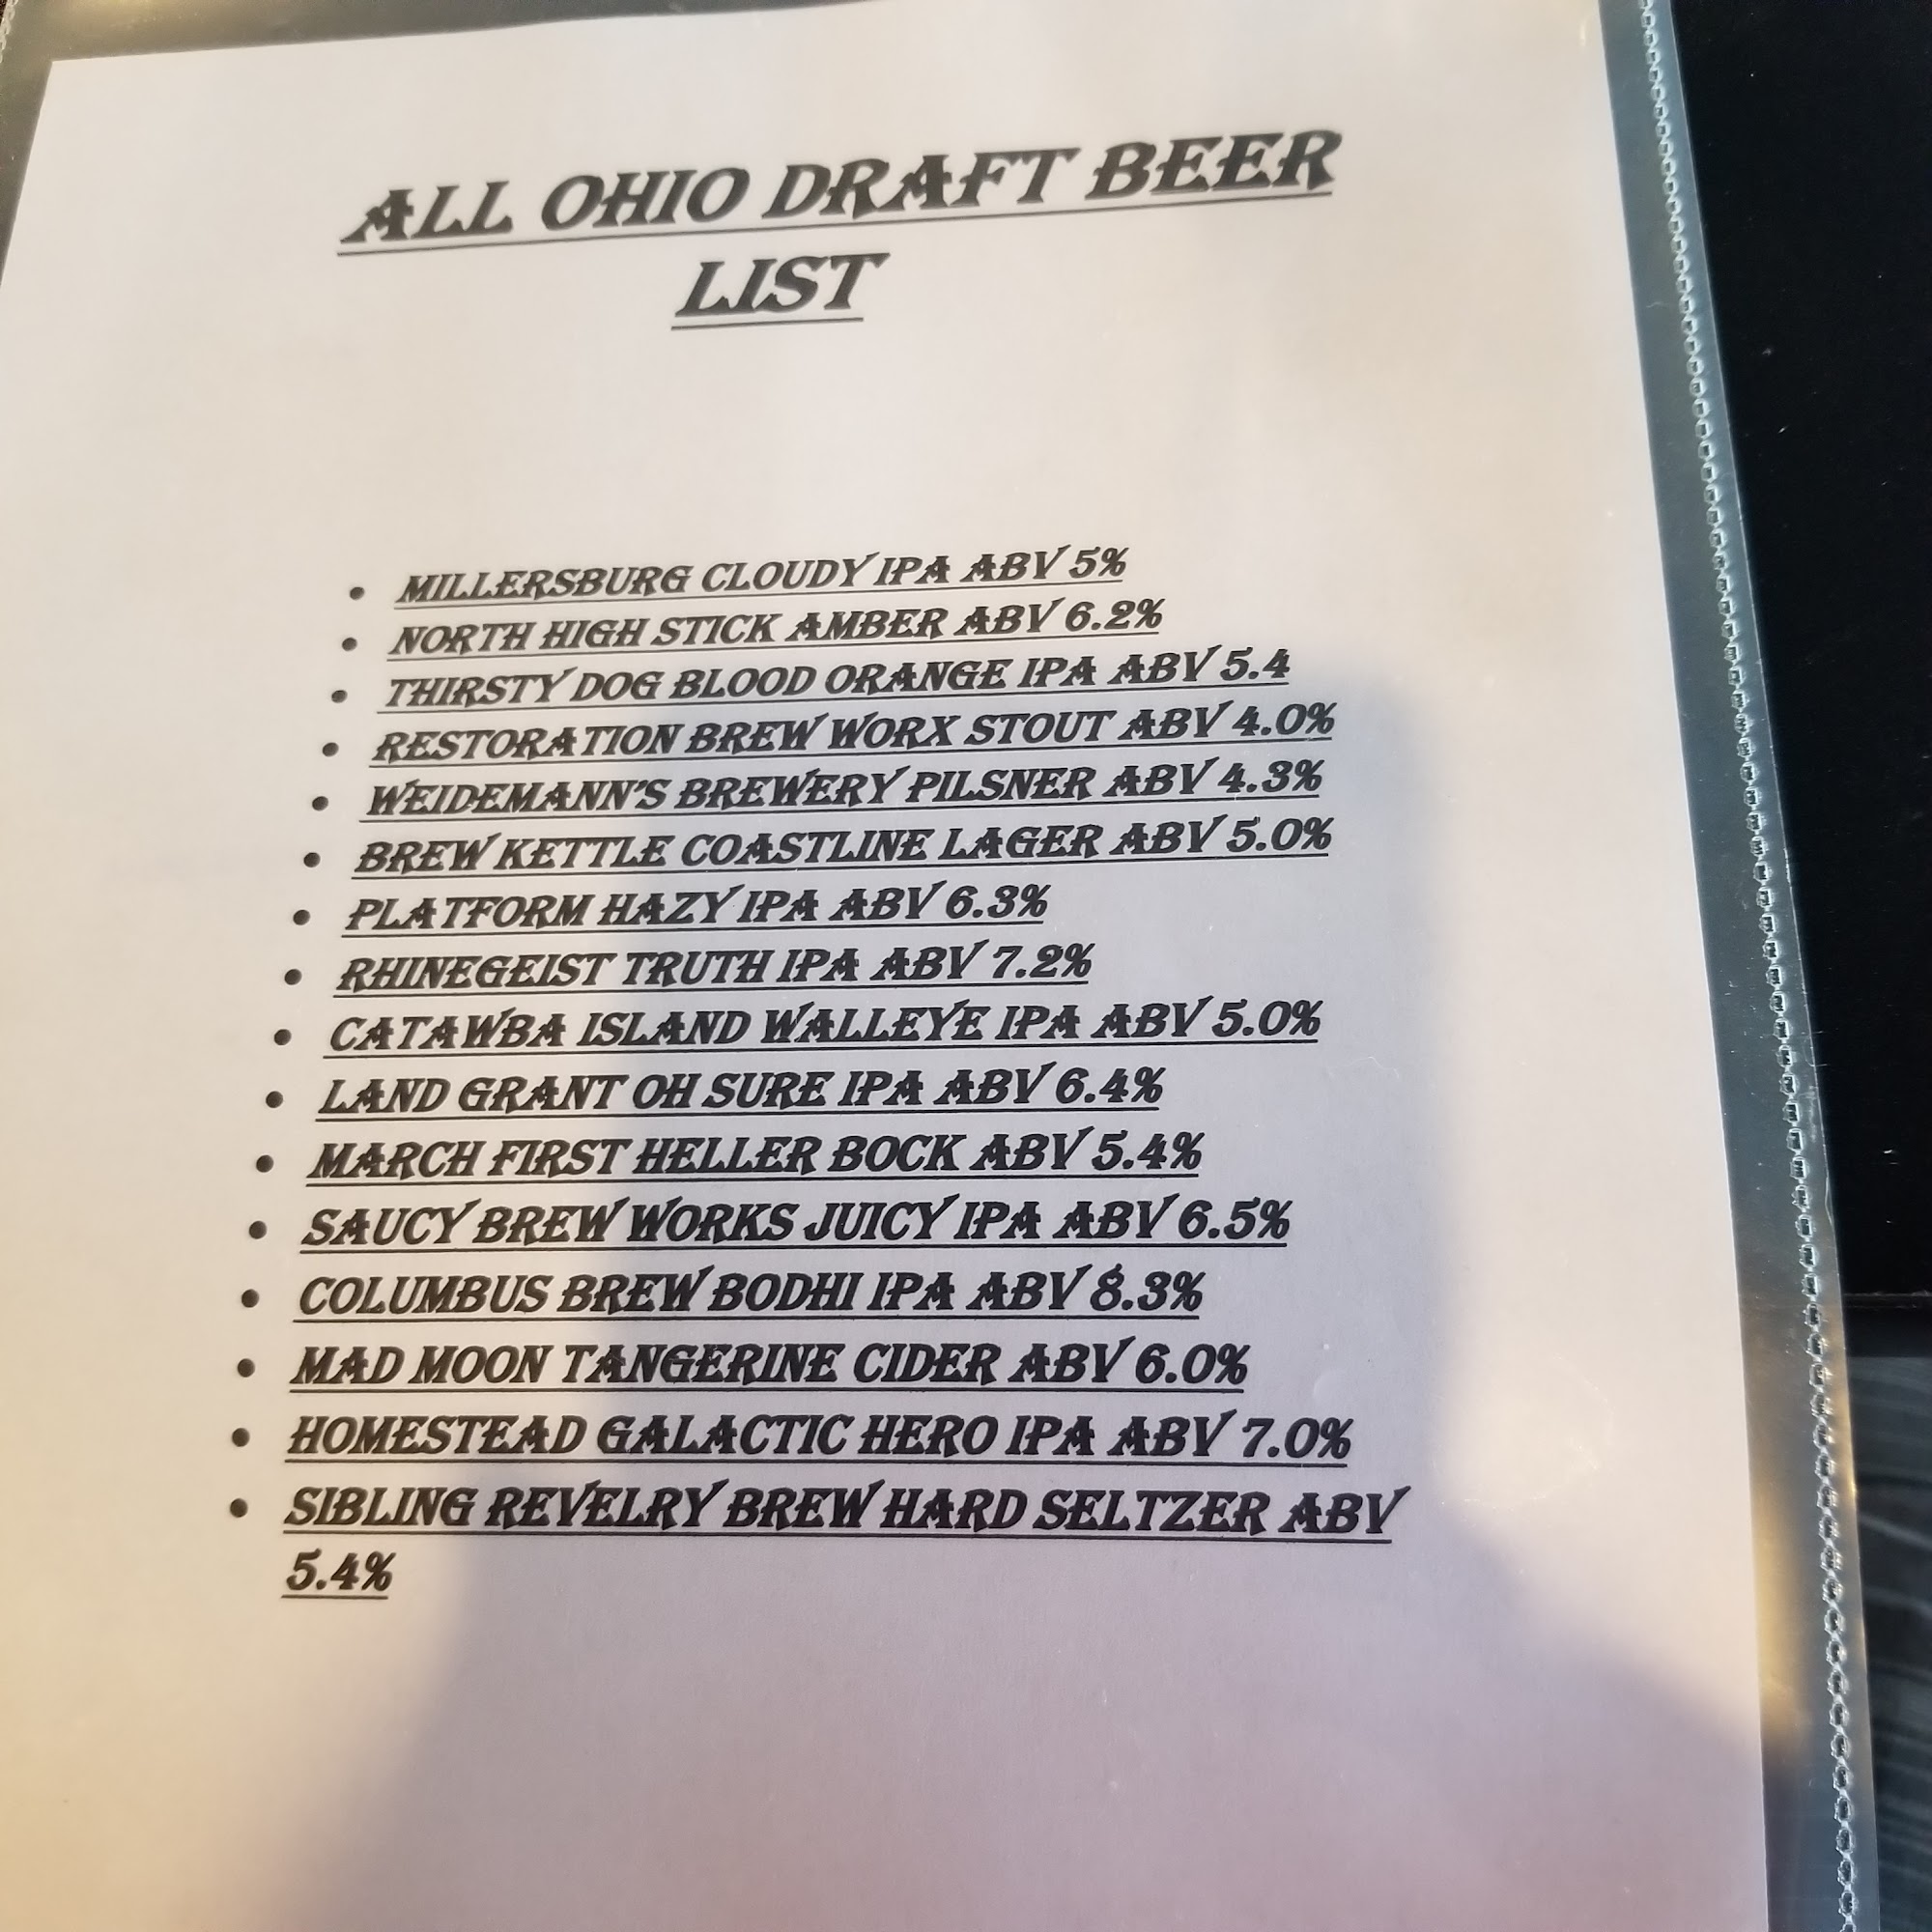 ALL OHIO DRAFT BEER
LIST
• MILLERSBURG CLOUDY IPA ABV 5%
• NORTH HIGH STICK AMBER ABV 6.2%
• THIRSTY DOG BLOOD ORANGE IPA ABV 5.4
• RESTORATION BREW WORX STOUT ABV 4.0%
• WEIDEMANN'S BREWERY PILSNER ABV 4.3%
• BREW KETTLE COASTLINE LAGER ABV 5.0%
• PLATFORM HAZY IPA ABV 6.3%
• RHINEGEIST TRUTH IPA ABV 7.2%
• CATAWBA ISLAND WALLEYE IPA ABV 5.0%
• LAND GRANT OH SURE IPA ABV 6.4%
• MARCH FIRST HELLER BOCK ABV 5.4%
• SAUCY BREW WORKS JUICY IPA ABV 6.5%
• COLUMBUS BREW BODHI IPA ABV 8.3%
• MAD MOON TANGERINE CIDER ABV 6.0%
• HOMESTEAD GALACTIC HERO IPA ABV 7.0%
• SIBLING REVELRY BREW HARD SELTZER ABV
5.4%